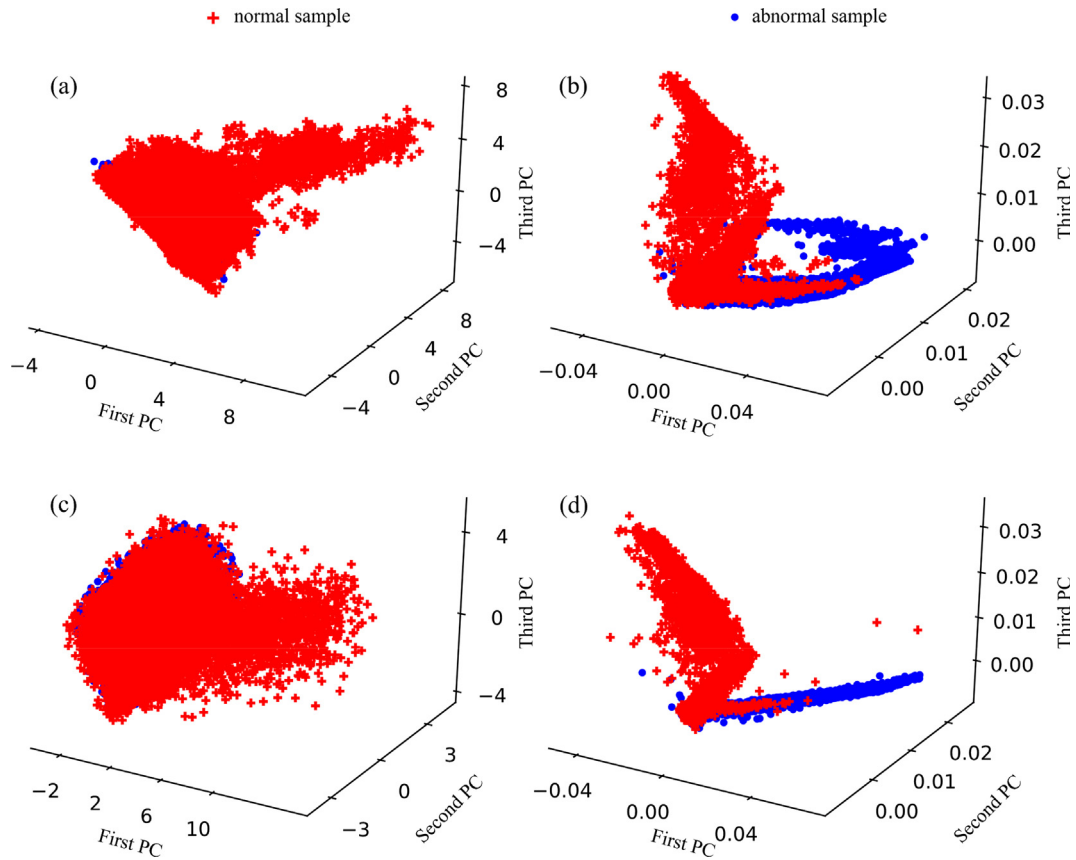 normal sample
abnormal sample
(a)
8
4
0
−4
Third PC
−4
0
4
8
First PC
−4
0
4
8
Second PC
(b)
0.03
0.02
0.01
0.00
Third PC
−0.04
0.00
0.04
First PC
0.00
0.01
0.02
Second PC
(c)
4
0
−4
Third PC
−2
2
6
10
First PC
−3
0
3
Second PC
(d)
0.03
0.02
0.01
0.00
Third PC
−0.04
0.00
0.04
First PC
0.00
0.01
0.02
Second PC